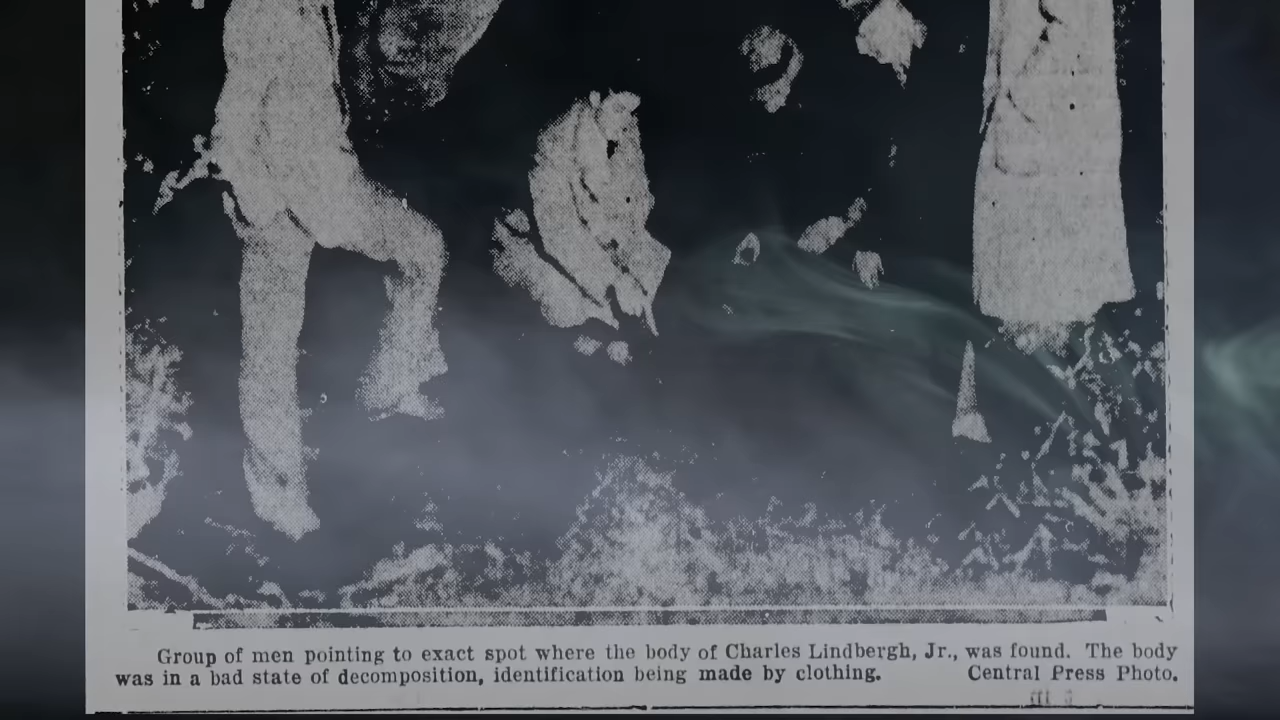 Group of men pointing to exact spot where the body of Charles Lindbergh, Jr., was found. The body
was in a bad state of decomposition, identification being made by clothing. Central Press Photo.